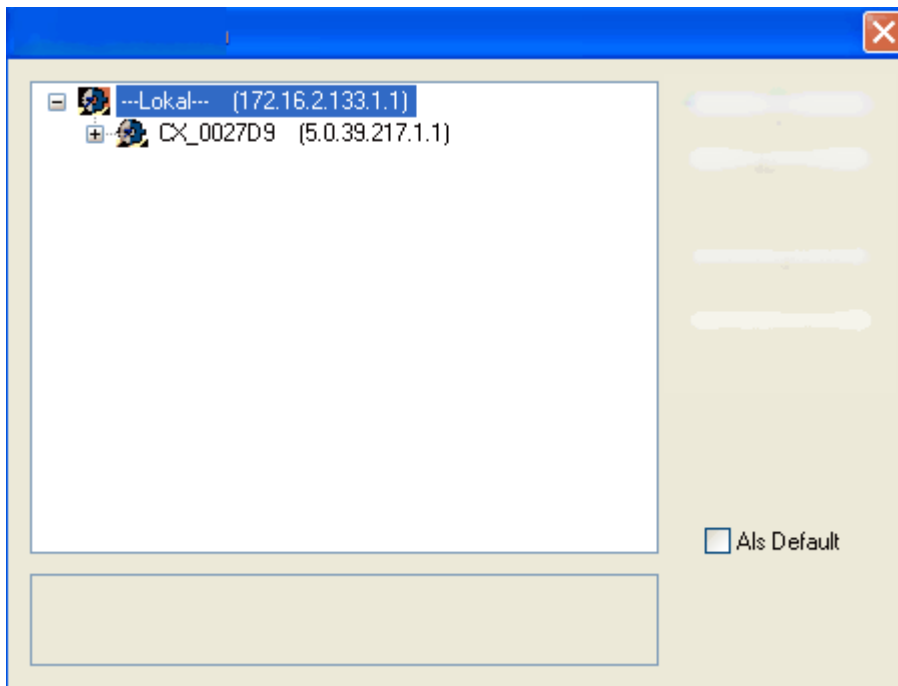 ---Lokal--- (172.16.2.133.1.1)
CX_0027D9 (5.0.39.217.1.1)
Als Default